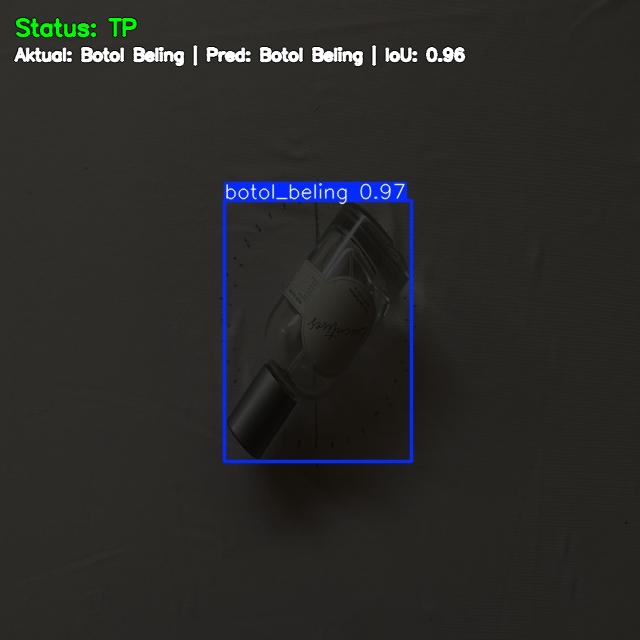 Status: TP
Aktual: Botol Beling | Pred: Botol Beling | IoU: 0.96
botol_beling 0.97